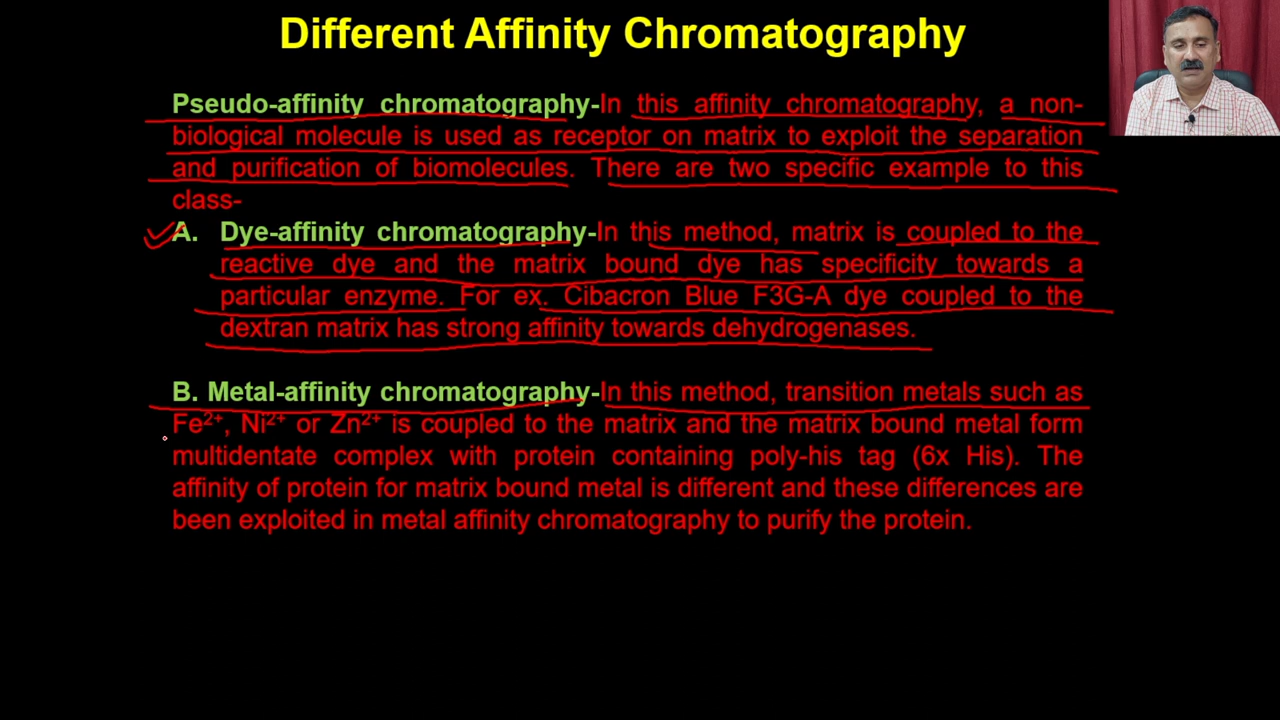 Different Affinity Chromatography
Pseudo-affinity chromatography-In this affinity chromatography, a non-
biological molecule is used as receptor on matrix to exploit the separation
and purification of biomolecules. There are two specific example to this
class-
A. Dye-affinity chromatography-In this method, matrix is coupled to the
reactive dye and the matrix bound dye has specificity towards a
particular enzyme. For ex. Cibacron Blue F3G-A dye coupled to the
dextran matrix has strong affinity towards dehydrogenases.
B. Metal-affinity chromatography-In this method, transition metals such as
Fe²⁺, Ni²⁺ or Zn²⁺ is coupled to the matrix and the matrix bound metal form
multidentate complex with protein containing poly-his tag (6x His). The
affinity of protein for matrix bound metal is different and these differences are
been exploited in metal affinity chromatography to purify the protein.